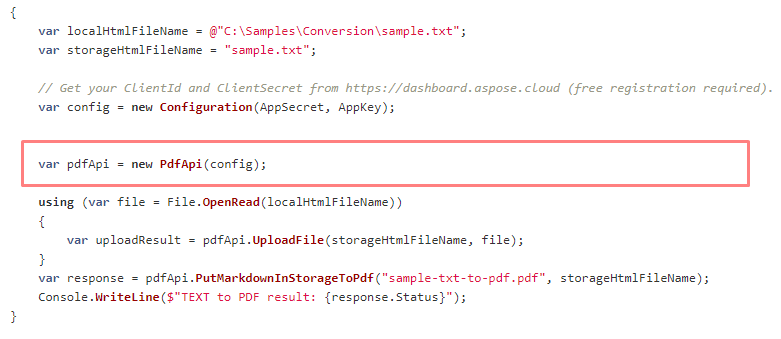 {
var localHtmlFileName = @"C:\Samples\Conversion\sample.txt";
var storageHtmlFileName = "sample.txt";
// Get your ClientId and ClientSecret from https://dashboard.aspose.cloud (free registration required).
var config = new Configuration(AppSecret, AppKey);
var pdfApi = new PdfApi(config);
using (var file = File.OpenRead(localHtmlFileName))
{
var uploadResult = pdfApi.UploadFile(storageHtmlFileName, file);
}
var response = pdfApi.PutMarkdownInStorageToPdf("sample-txt-to-pdf.pdf", storageHtmlFileName);
Console.WriteLine($"TEXT to PDF result: {response.Status}");
}